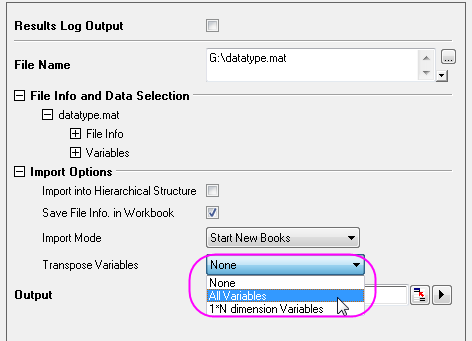 Results Log Output
File Name
G:\datatype.mat
...
File Info and Data Selection
datatype.mat
File Info
Variables
Import Options
Import into Hierarchical Structure
Save File Info. in Workbook
Import Mode Start New Books
Transpose Variables None
None
Output
All Variables
1*N dimension Variables